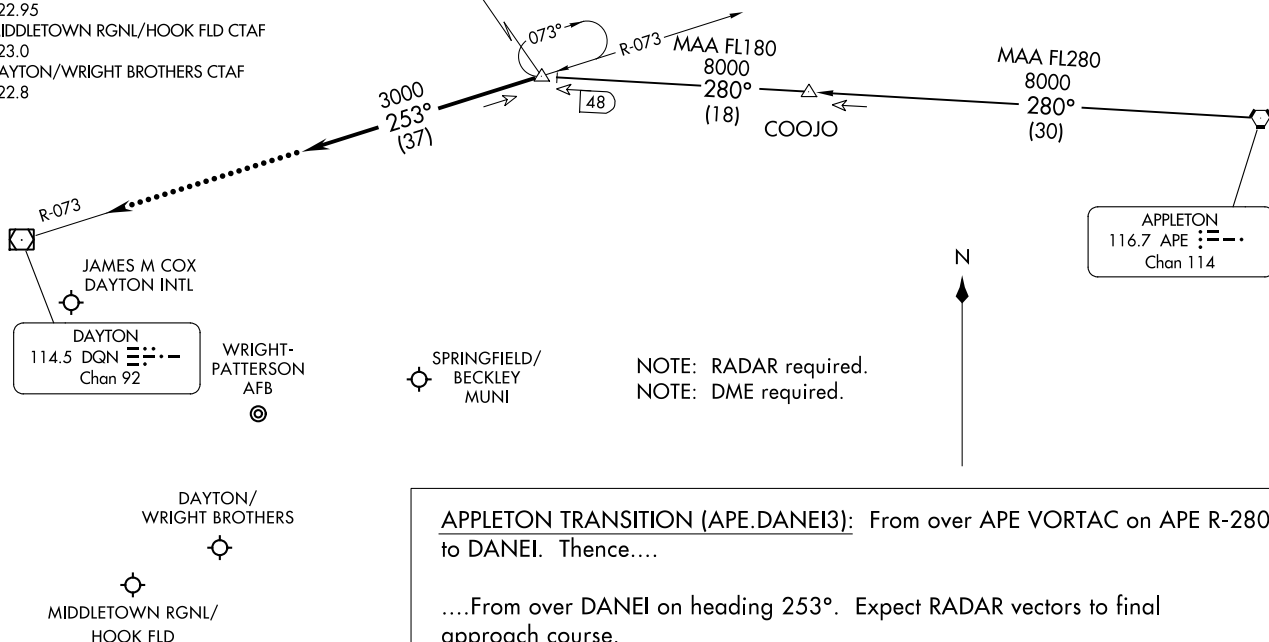 22.95
MIDDLETOWN RGNL/HOOK FLD CTAF
23.0
DAYTON/WRIGHT BROTHERS CTAF
22.8
073°
R-073
MAA FL180
8000
280°
(18)
MAA FL280
8000
280°
(30)
48
COOJO
3000
253°
(37)
R-073
APPLETON
116.7 APE
Chan 114
N
JAMES M COX
DAYTON INTL
DAYTON
114.5 DQN
Chan 92
WRIGHT-
PATTERSON
AFB
SPRINGFIELD/
BECKLEY
MUNI
NOTE: RADAR required.
NOTE: DME required.
DAYTON/
WRIGHT BROTHERS
MIDDLETOWN RGNL/
HOOK FLD
APPLETON TRANSITION (APE.DANEI3): From over APE VORTAC on APE R-280
to DANEI. Thence....
....From over DANEI on heading 253°. Expect RADAR vectors to final
approach course.